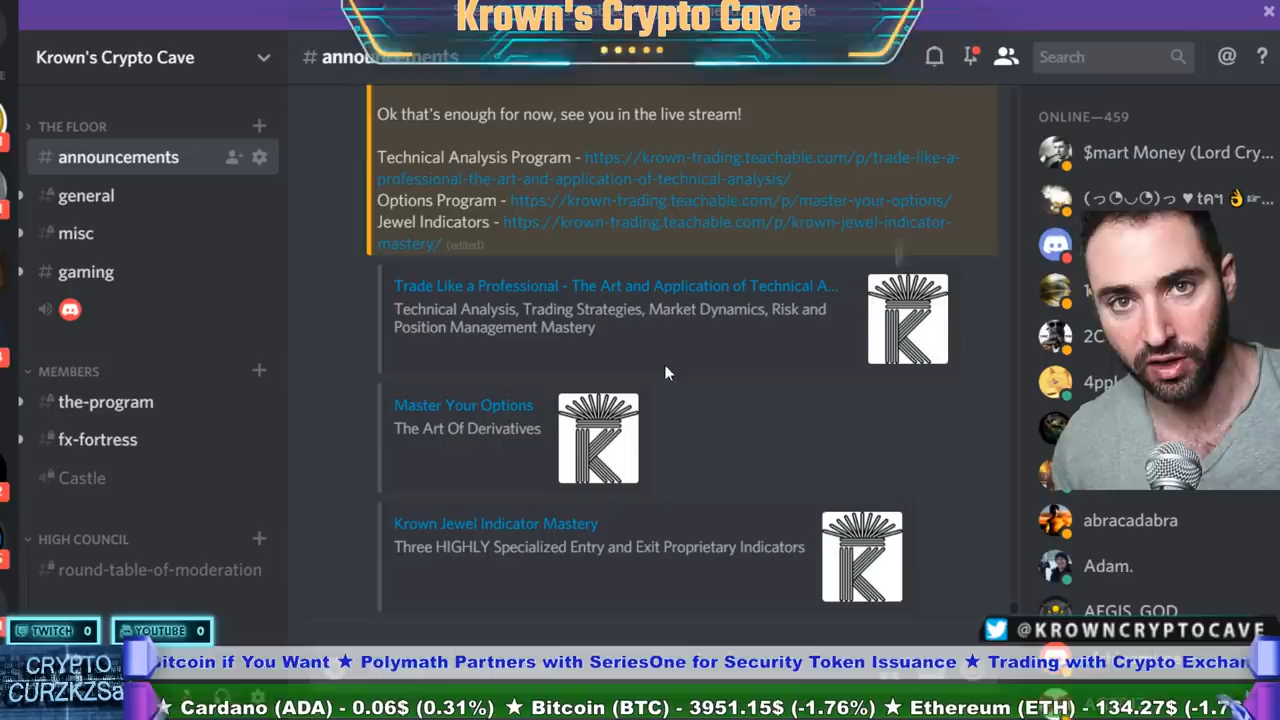 Krown's Crypto Cave
Krown's Crypto Cave
# announcements
Search
@
?
THE FLOOR
# announcements
# general
# misc
# gaming
MEMBERS
# the-program
# fx-fortress
Castle
HIGH COUNCIL
# round-table-of-moderation
Ok that's enough for now, see you in the live stream!
Technical Analysis Program - https://krown-trading.teachable.com/p/trade-like-a-
professional-the-art-and-application-of-technical-analysis/
Options Program - https://krown-trading.teachable.com/p/master-your-options/
Jewel Indicators - https://krown-trading.teachable.com/p/krown-jewel-indicator-
mastery/ (edited)
Trade Like a Professional - The Art and Application of Technical A...
Technical Analysis, Trading Strategies, Market Dynamics, Risk and
Position Management Mastery
K
Master Your Options
The Art Of Derivatives
K
Krown Jewel Indicator Mastery
Three HIGHLY Specialized Entry and Exit Proprietary Indicators
K
ONLINE—459
$mart Money (Lord Cry...
2C
4ppl
abracadabra
Adam.
AEGIS_GOD
TWITCH 0
YOUTUBE 0
@KROWNCRYPTOCAVE
CRYPTO
CURZKZSa
itcoin if You Want ★ Polymath Partners with SeriesOne for Security Token Issuance ★ Trading with Crypto Exchan
★ Cardano (ADA) - 0.06$ (0.31%) ★ Bitcoin (BTC) - 3951.15$ (-1.76%) ★ Ethereum (ETH) - 134.27$ (-1.7